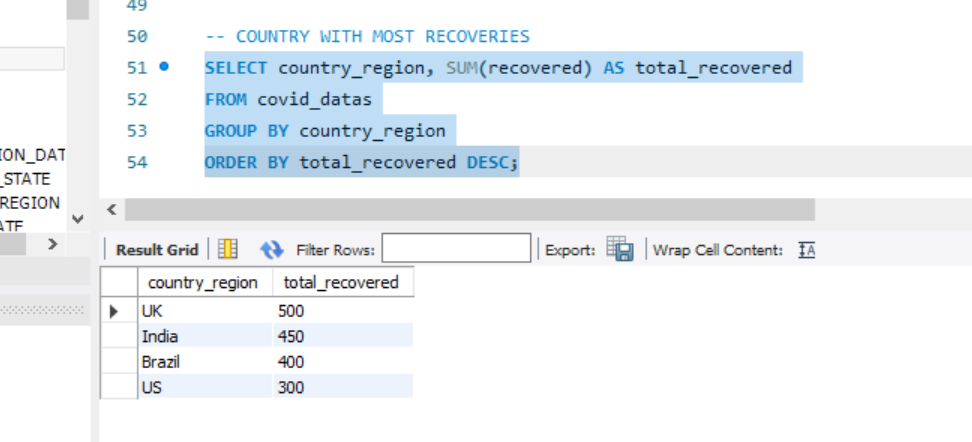 49
50 -- COUNTRY WITH MOST RECOVERIES
51 SELECT country_region, SUM(recovered) AS total_recovered
52 FROM covid_datas
53 GROUP BY country_region
54 ORDER BY total_recovered DESC;
ION_DAT
_STATE
REGION
ATE
Result Grid Filter Rows: Export: Wrap Cell Content:
country_region total_recovered
UK 500
India 450
Brazil 400
US 300